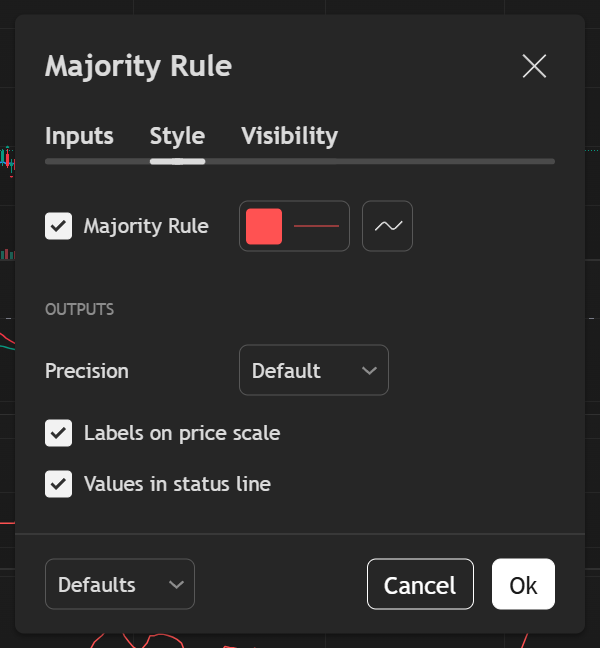 Majority Rule
Inputs Style Visibility
Majority Rule
OUTPUTS
Precision Default
Labels on price scale
Values in status line
Defaults Cancel Ok